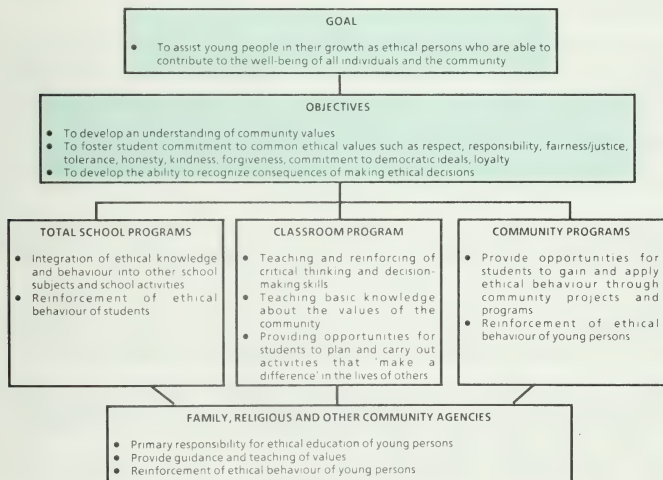 GOAL
● To assist young people in their growth as ethical persons who are able to
contribute to the well-being of all individuals and the community
OBJECTIVES
● To develop an understanding of community values
● To foster student commitment to common ethical values such as respect, responsibility, fairness/justice,
tolerance, honesty, kindness, forgiveness, commitment to democratic ideals, loyalty
● To develop the ability to recognize consequences of making ethical decisions
TOTAL SCHOOL PROGRAMS
● Integration of ethical knowledge
and behaviour into other school
subjects and school activities
● Reinforcement of ethical
behaviour of students
CLASSROOM PROGRAM
● Teaching and reinforcing of
critical thinking and decision-
making skills
● Teaching basic knowledge
about the values of the
community
● Providing opportunities for
students to plan and carry out
activities that 'make a
difference' in the lives of others
COMMUNITY PROGRAMS
● Provide opportunities for
students to gain and apply
ethical behaviour through
community projects and
programs
● Reinforcement of ethical
behaviour of young persons
FAMILY, RELIGIOUS AND OTHER COMMUNITY AGENCIES
● Primary responsibility for ethical education of young persons
● Provide guidance and teaching of values
● Reinforcement of ethical behaviour of young persons